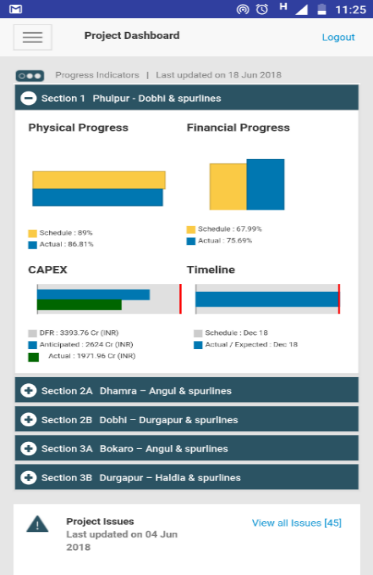 H 11:25
Project Dashboard
Logout
Progress Indicators | Last updated on 18 Jun 2018
Section 1 Phulpur - Dobhi & spurlines
Physical Progress
Schedule : 89%
Actual : 86.81%
Financial Progress
Schedule : 67.99%
Actual : 75.69%
CAPEX
DFR : 3393.76 Cr (INR)
Anticipated : 2624 Cr (INR)
Actual : 1971.96 Cr (INR)
Timeline
Schedule : Dec 18
Actual / Expected : Dec 18
Section 2A Dhamra – Angul & spurlines
Section 2B Dobhi – Durgapur & spurlines
Section 3A Bokaro – Angul & spurlines
Section 3B Durgapur – Haldia & spurlines
Project Issues
Last updated on 04 Jun
2018
View all Issues [45]